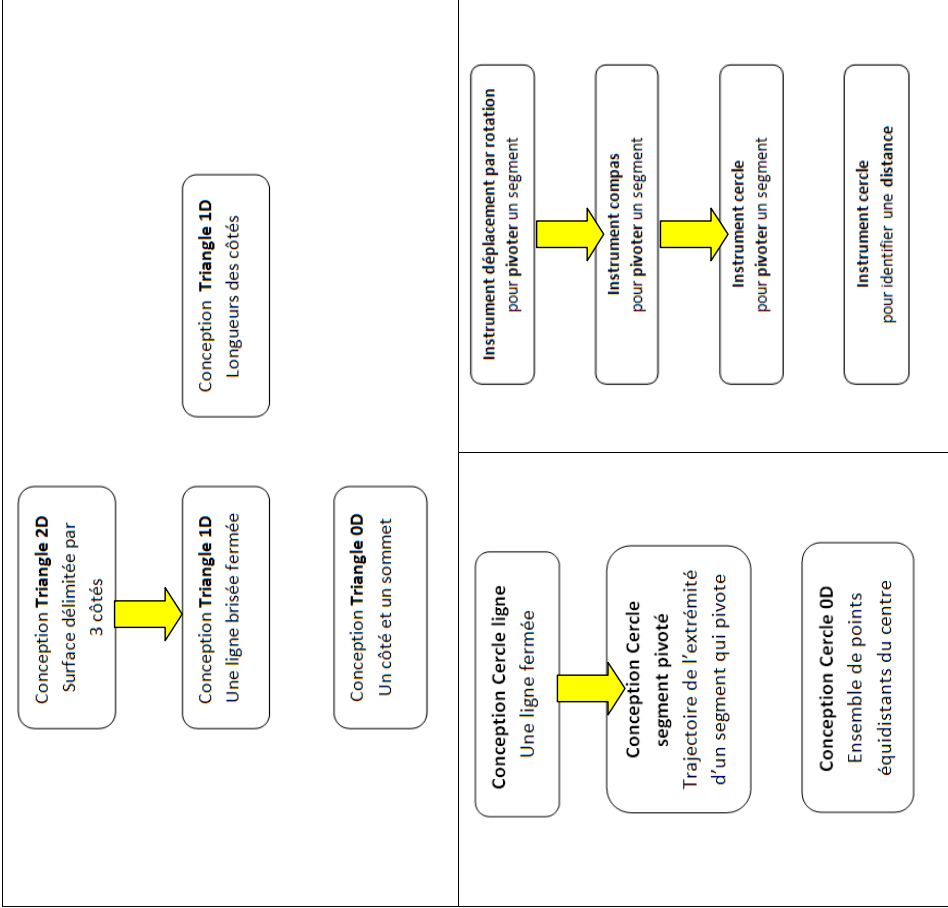 Conception Triangle 2D
Surface délimitée par
3 côtés
Conception Triangle 1D
Une ligne brisée fermée
Conception Triangle 1D
Longueurs des côtés
Conception Triangle 0D
Un côté et un sommet
Conception Cercle ligne
Une ligne fermée
Conception Cercle
segment pivoté
Trajectoire de l'extrémité
d'un segment qui pivote
Conception Cercle 0D
Ensemble de points
équidistants du centre
Instrument déplacement par rotation
pour pivoter un segment
Instrument compas
pour pivoter un segment
Instrument cercle
pour pivoter un segment
Instrument cercle
pour identifier une distance